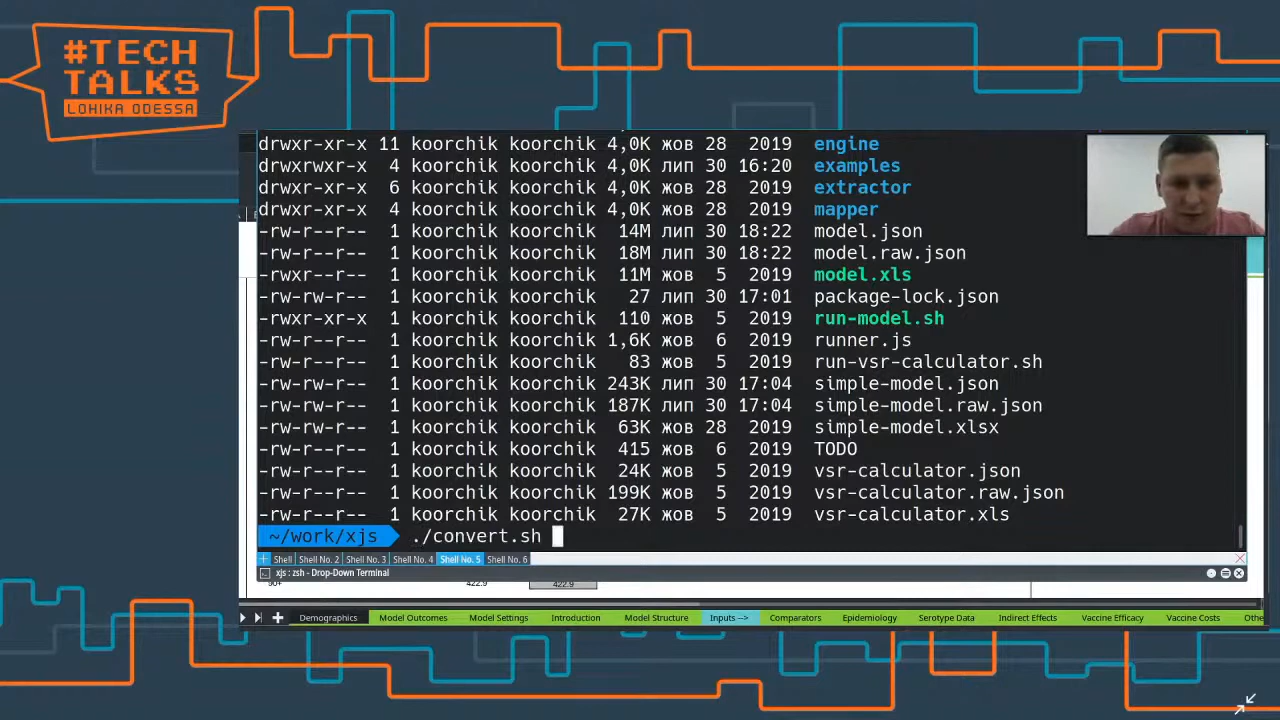 #TECH
TALKS
LOHIKA ODESSA
drwxr-xr-x 11 koorchik koorchik 4,0K жов 28 2019 engine
drwxrwxr-x 4 koorchik koorchik 4,0K лип 30 16:20 examples
drwxr-xr-x 6 koorchik koorchik 4,0K жов 28 2019 extractor
drwxr-xr-x 4 koorchik koorchik 4,0K жов 28 2019 mapper
-rw-r--r-- 1 koorchik koorchik 14M лип 30 18:22 model.json
-rw-r--r-- 1 koorchik koorchik 18M лип 30 18:22 model.raw.json
-rwxr--r-- 1 koorchik koorchik 11M жов 5 2019 model.xls
-rw-rw-r-- 1 koorchik koorchik 27 лип 30 17:01 package-lock.json
-rwxr-xr-x 1 koorchik koorchik 110 жов 5 2019 run-model.sh
-rw-r--r-- 1 koorchik koorchik 1,6K жов 6 2019 runner.js
-rw-r--r-- 1 koorchik koorchik 83 жов 5 2019 run-vsr-calculator.sh
-rw-rw-r-- 1 koorchik koorchik 243K лип 30 17:04 simple-model.json
-rw-rw-r-- 1 koorchik koorchik 187K лип 30 17:04 simple-model.raw.json
-rw-rw-r-- 1 koorchik koorchik 63K жов 28 2019 simple-model.xlsx
-rw-r--r-- 1 koorchik koorchik 415 жов 6 2019 TODO
-rw-r--r-- 1 koorchik koorchik 24K жов 5 2019 vsr-calculator.json
-rw-r--r-- 1 koorchik koorchik 199K жов 5 2019 vsr-calculator.raw.json
-rw-r--r-- 1 koorchik koorchik 27K жов 5 2019 vsr-calculator.xls
~/work/xjs ./convert.sh
Shell Shell No. 2 Shell No. 3 Shell No. 4 Shell No. 5 Shell No. 6
xjs : zsh - Drop-Down Terminal
90+ 422.9 422.9
Demographics Model Outcomes Model Settings Introduction Model Structure Inputs --> Comparators Epidemiology Serotype Data Indirect Effects Vaccine Efficacy Vaccine Costs Othe